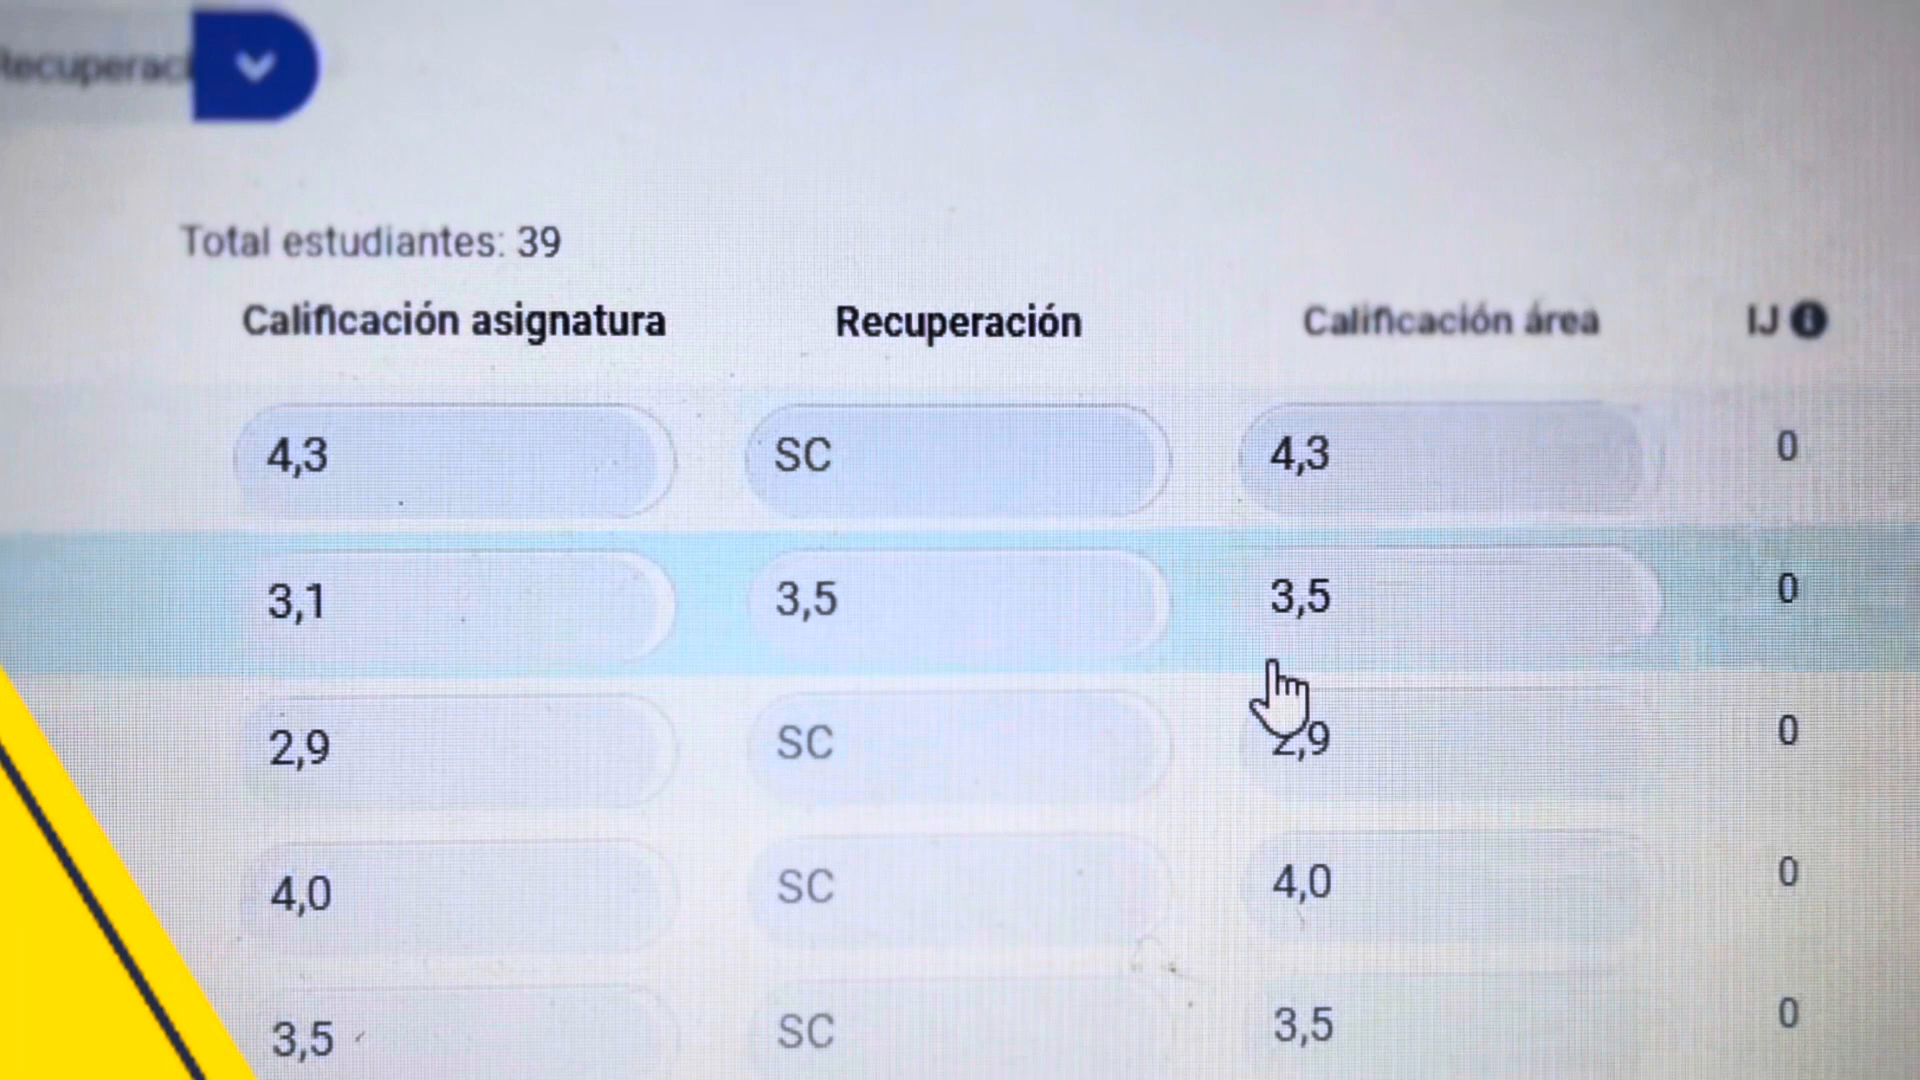 Total estudiantes: 39
Calificación asignatura Recuperación Calificación área IJ
4,3 SC 4,3 0
3,1 3,5 3,5 0
2,9 SC 2,9 0
4,0 SC 4,0 0
3,5 SC 3,5 0